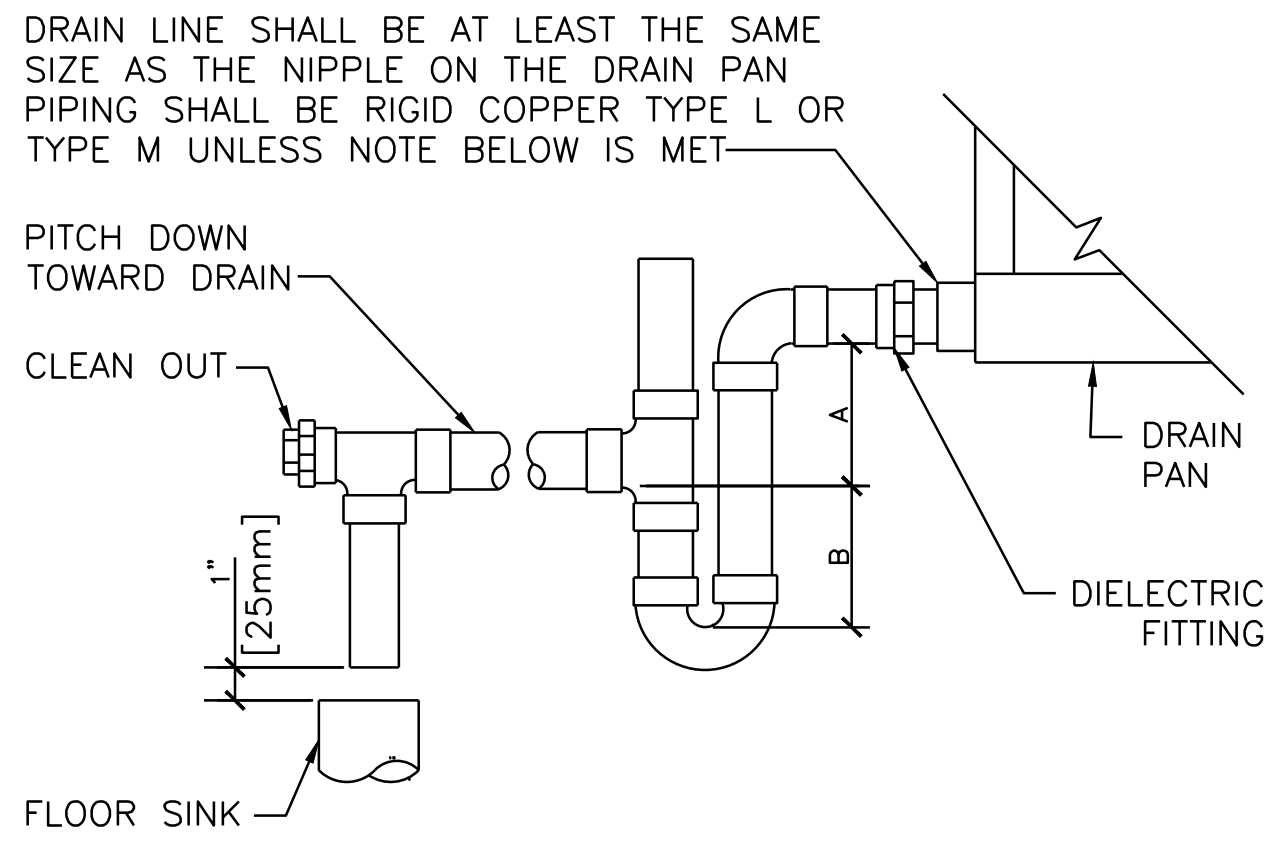 DRAIN LINE SHALL BE AT LEAST THE SAME
SIZE AS THE NIPPLE ON THE DRAIN PAN
PIPING SHALL BE RIGID COPPER TYPE L OR
TYPE M UNLESS NOTE BELOW IS MET
PITCH DOWN
TOWARD DRAIN
CLEAN OUT
A
DRAIN
PAN
B
1"
[25mm]
DIELECTRIC
FITTING
FLOOR SINK